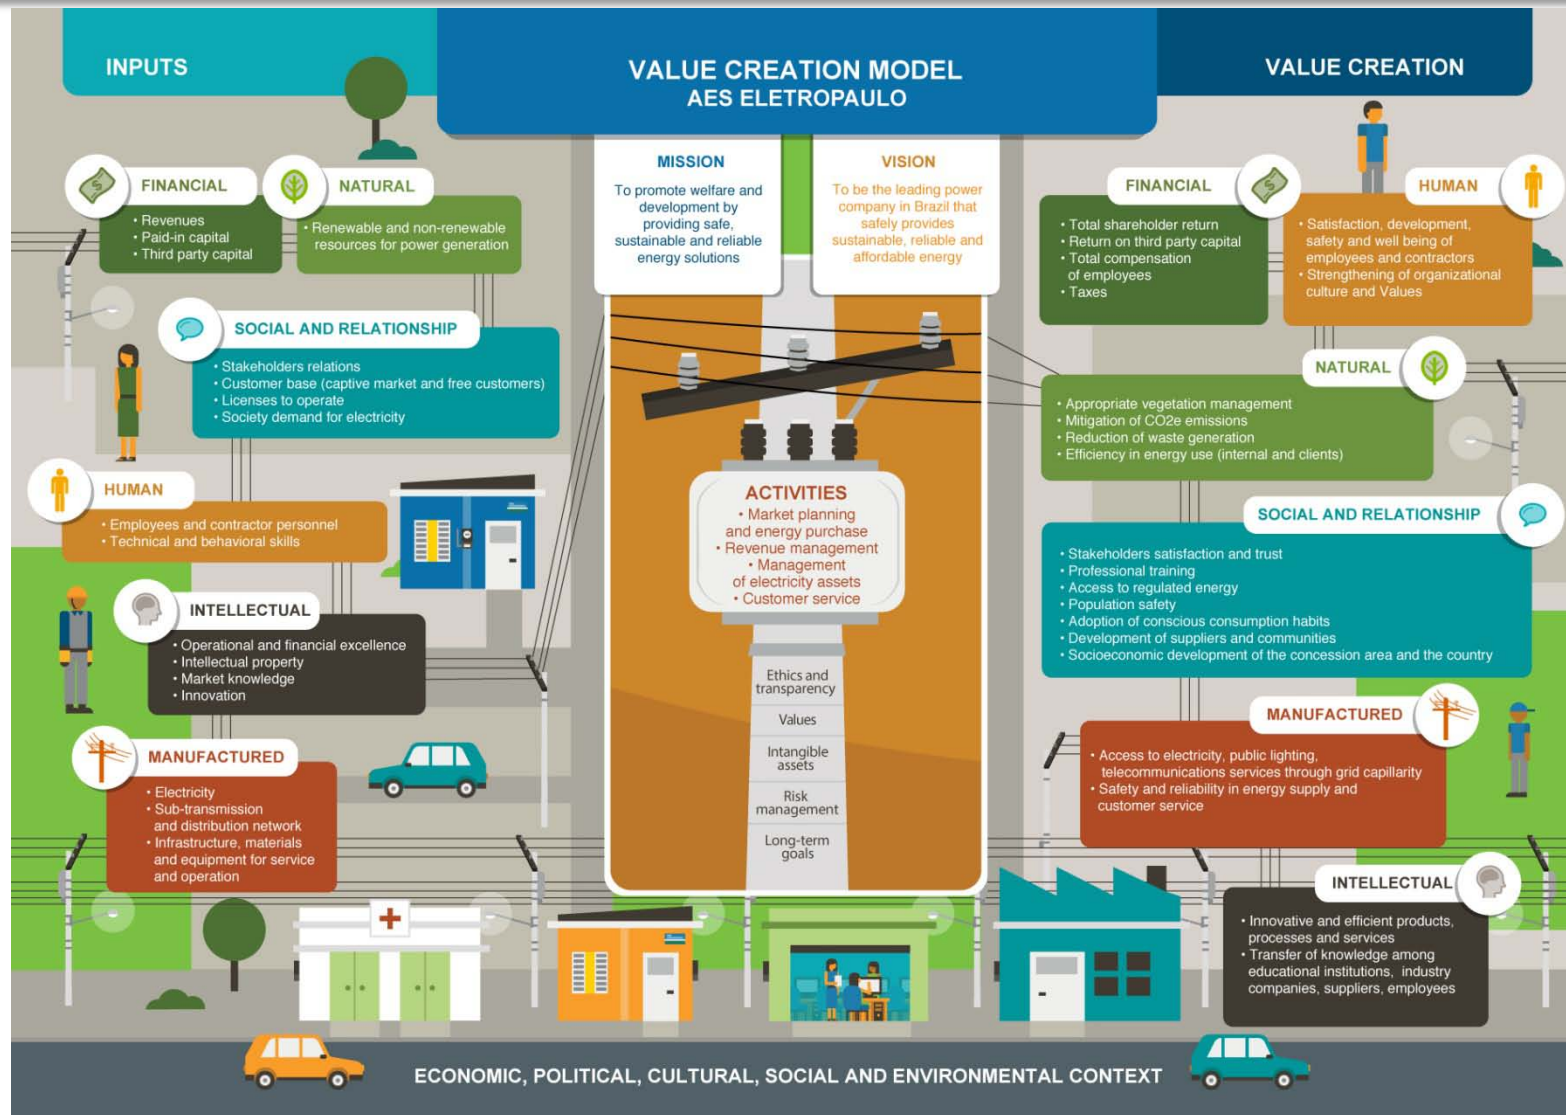 INPUTS
VALUE CREATION MODEL
AES ELETROPAULO
VALUE CREATION
MISSION
To promote welfare and
development by
providing safe,
sustainable and reliable
energy solutions
VISION
To be the leading power
company in Brazil that
safely provides
sustainable, reliable and
affordable energy
FINANCIAL
• Revenues
• Paid-in capital
• Third party capital
NATURAL
• Renewable and non-renewable
resources for power generation
SOCIAL AND RELATIONSHIP
• Stakeholders relations
• Customer base (captive market and free customers)
• Licenses to operate
• Society demand for electricity
HUMAN
• Employees and contractor personnel
• Technical and behavioral skills
INTELLECTUAL
• Operational and financial excellence
• Intellectual property
• Market knowledge
• Innovation
MANUFACTURED
• Electricity
• Sub-transmission
and distribution network
• Infrastructure, materials
and equipment for service
and operation
ACTIVITIES
• Market planning
and energy purchase
• Revenue management
• Management
of electricity assets
• Customer service
Ethics and
transparency
Values
Intangible
assets
Risk
management
Long-term
goals
FINANCIAL
• Total shareholder return
• Return on third party capital
• Total compensation
of employees
• Taxes
HUMAN
• Satisfaction, development,
safety and well being of
employees and contractors
• Strengthening of organizational
culture and Values
NATURAL
• Appropriate vegetation management
• Mitigation of CO2e emissions
• Reduction of waste generation
• Efficiency in energy use (internal and clients)
SOCIAL AND RELATIONSHIP
• Stakeholders satisfaction and trust
• Professional training
• Access to regulated energy
• Population safety
• Adoption of conscious consumption habits
• Development of suppliers and communities
• Socioeconomic development of the concession area and the country
MANUFACTURED
• Access to electricity, public lighting,
telecommunications services through grid capillarity
• Safety and reliability in energy supply and
customer service
INTELLECTUAL
• Innovative and efficient products,
processes and services
• Transfer of knowledge among
educational institutions, industry
companies, suppliers, employees
ECONOMIC, POLITICAL, CULTURAL, SOCIAL AND ENVIRONMENTAL CONTEXT